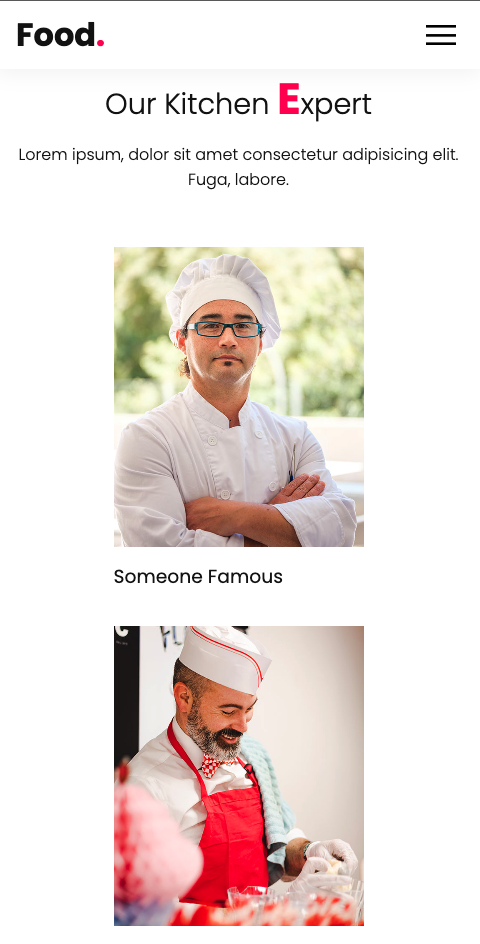 Food.
Our Kitchen Expert
Lorem ipsum, dolor sit amet consectetur adipisicing elit.
Fuga, labore.
Someone Famous